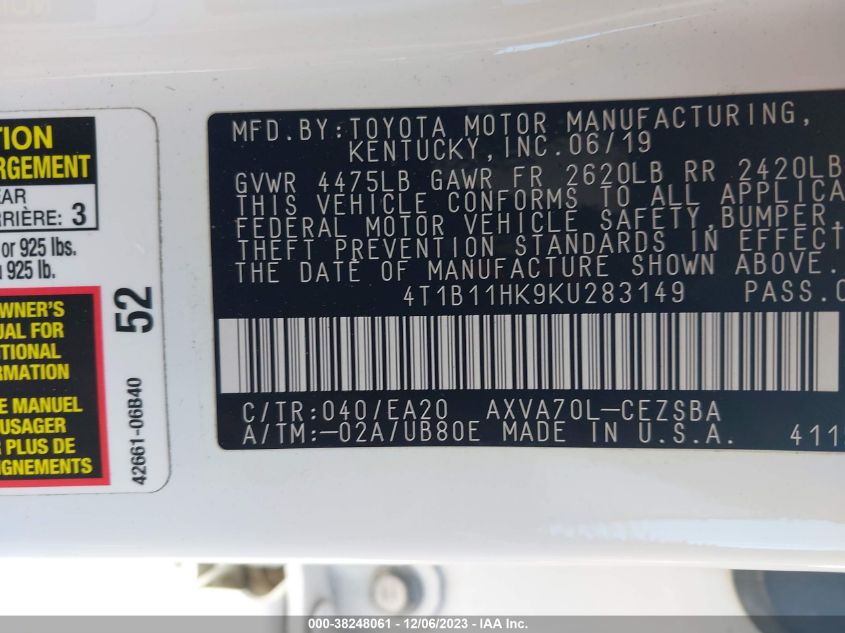 TION
RGEMENT
EAR
RRIÈRE: 3
or 925 lbs.
925 lb.
WNER'S
UAL FOR
TIONAL
RMATION
E MANUEL
USAGER
R PLUS DE
IGNEMENTS
52
42661-06B40
MFD.BY:TOYOTA MOTOR MANUFACTURING,
KENTUCKY,INC.06/19
GVWR 4475LB GAWR FR 2620LB RR 2420LB
THIS VEHICLE CONFORMS TO ALL APPLICA
FEDERAL MOTOR VEHICLE SAFETY,BUMPER,
THEFT PREVENTION STANDARDS IN EFFECT
THE DATE OF MANUFACTURE SHOWN ABOVE.
4T1B11HK9KU283149 PASS.C
C/TR:040/EA20 AXVA70L-CEZSBA
A/TM:-02A/UB80E MADE IN U.S.A. 411
000-38248061 - 12/06/2023 - IAA Inc.